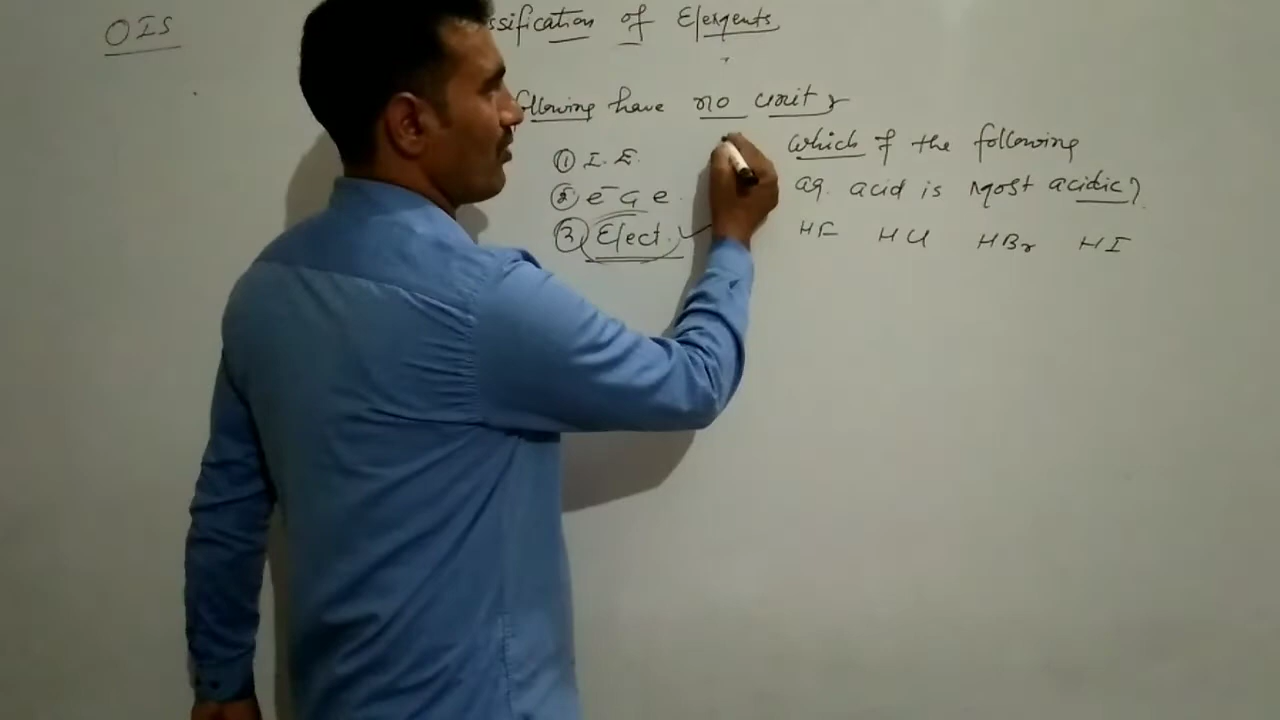 OIS
ssification of Elements
following have no unit?
① I.E.
② e⁻ G e.
③ Elect.
which of the following
aq. acid is most acidic?
HF HCl HBr HI